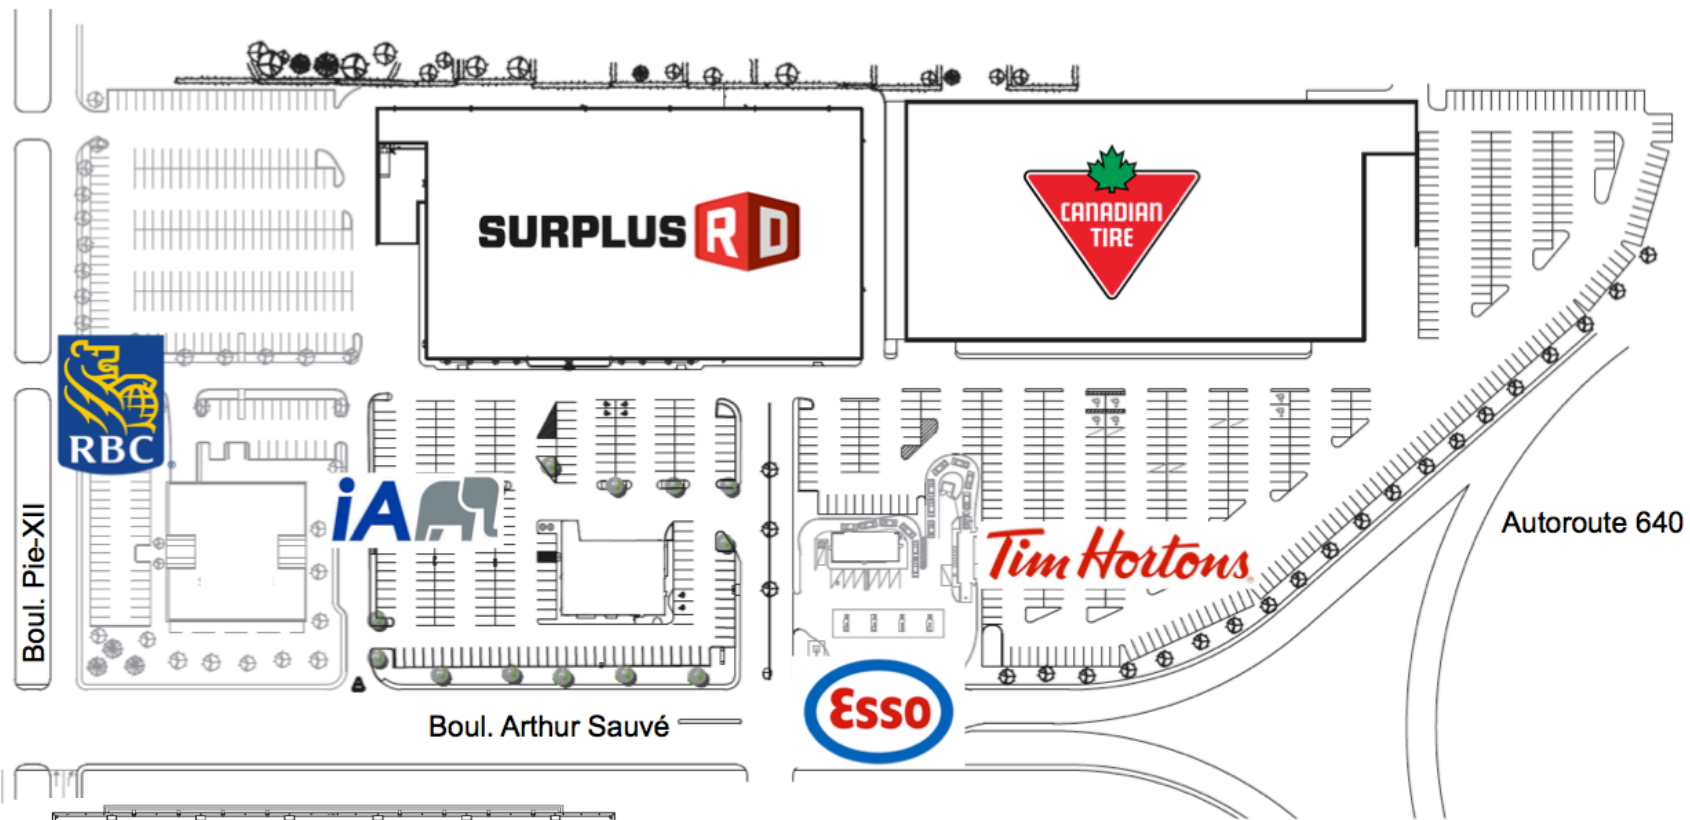 SURPLUS RD
CANADIAN
TIRE
RBC
iA
Tim Hortons
Autoroute 640
Boul. Pie-XII
Esso
Boul. Arthur Sauvé